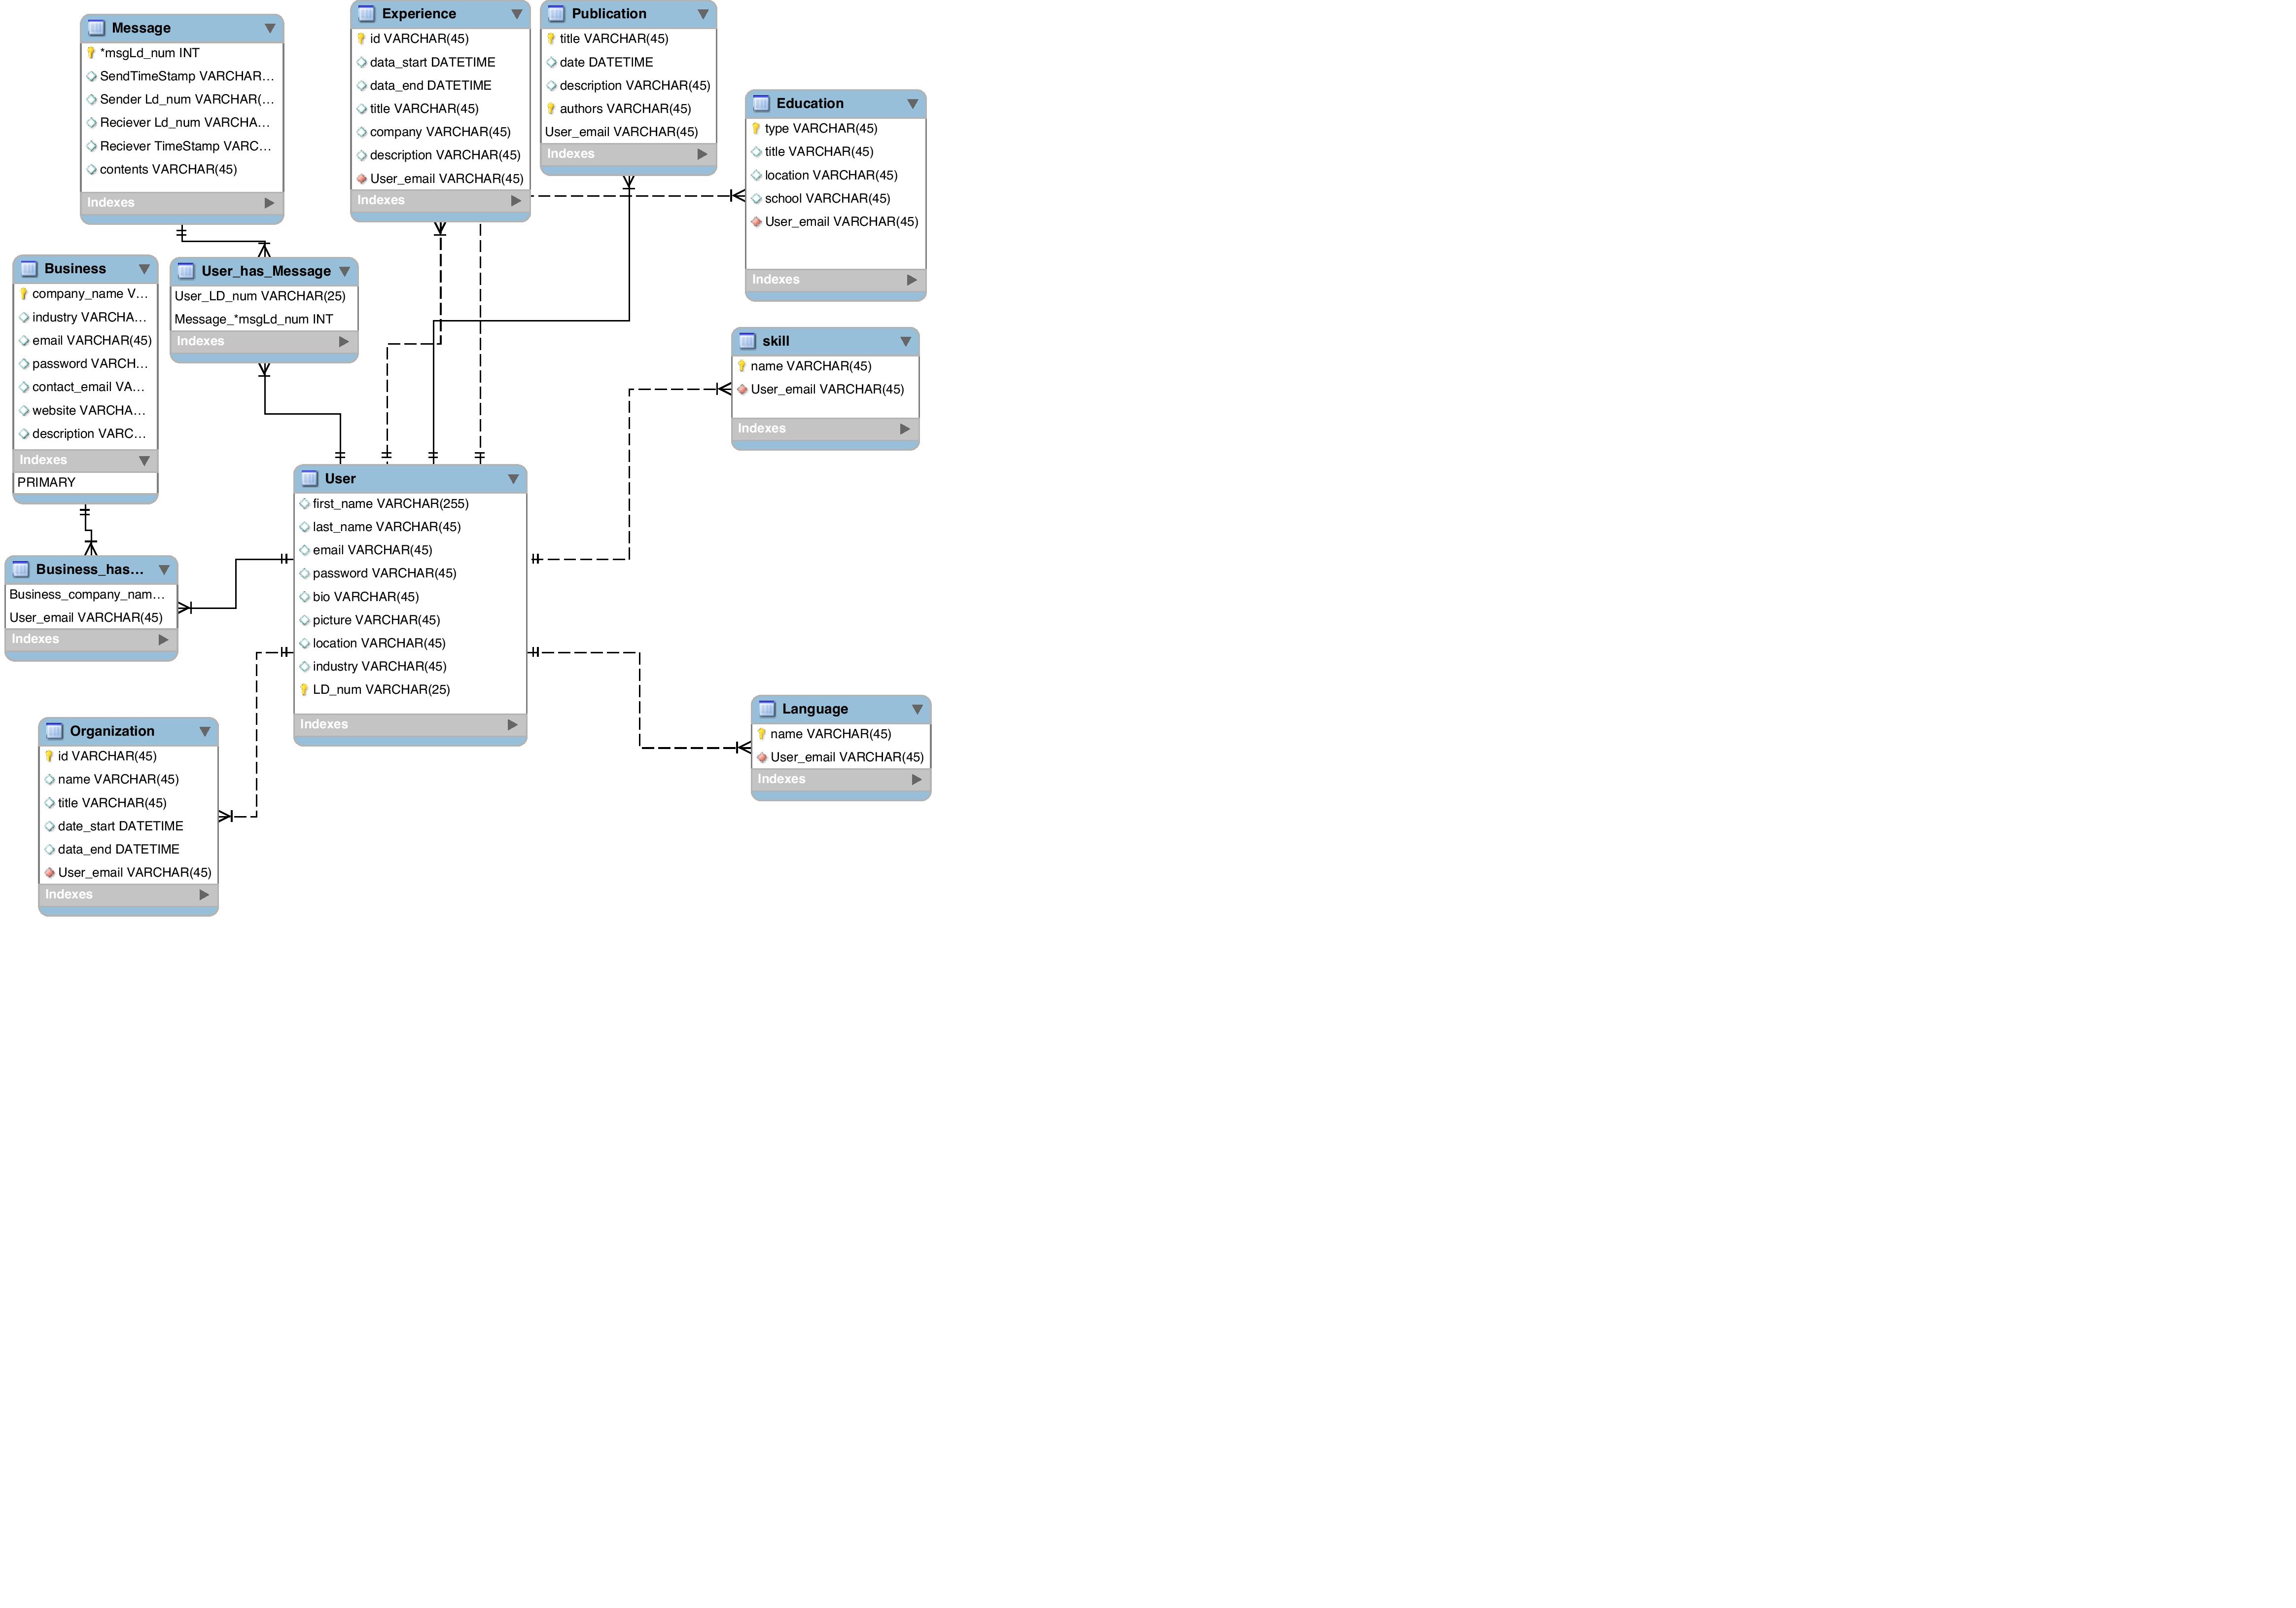 Message
*msgLd_num INT
SendTimeStamp VARCHAR...
Sender Ld_num VARCHAR(...
Reciever Ld_num VARCHA...
Reciever TimeStamp VARC...
contents VARCHAR(45)
Indexes
Experience
id VARCHAR(45)
data_start DATETIME
data_end DATETIME
title VARCHAR(45)
company VARCHAR(45)
description VARCHAR(45)
User_email VARCHAR(45)
Indexes
Publication
title VARCHAR(45)
date DATETIME
description VARCHAR(45)
authors VARCHAR(45)
User_email VARCHAR(45)
Indexes
Education
type VARCHAR(45)
title VARCHAR(45)
location VARCHAR(45)
school VARCHAR(45)
User_email VARCHAR(45)
Indexes
Business
company_name V...
industry VARCHA...
email VARCHAR(45)
password VARCH...
contact_email VA...
website VARCHA...
description VARC...
Indexes
PRIMARY
User_has_Message
User_LD_num VARCHAR(25)
Message_*msgLd_num INT
Indexes
skill
name VARCHAR(45)
User_email VARCHAR(45)
Indexes
User
first_name VARCHAR(255)
last_name VARCHAR(45)
email VARCHAR(45)
password VARCHAR(45)
bio VARCHAR(45)
picture VARCHAR(45)
location VARCHAR(45)
industry VARCHAR(45)
LD_num VARCHAR(25)
Indexes
Business_has...
Business_company_nam...
User_email VARCHAR(45)
Indexes
Organization
id VARCHAR(45)
name VARCHAR(45)
title VARCHAR(45)
date_start DATETIME
data_end DATETIME
User_email VARCHAR(45)
Indexes
Language
name VARCHAR(45)
User_email VARCHAR(45)
Indexes